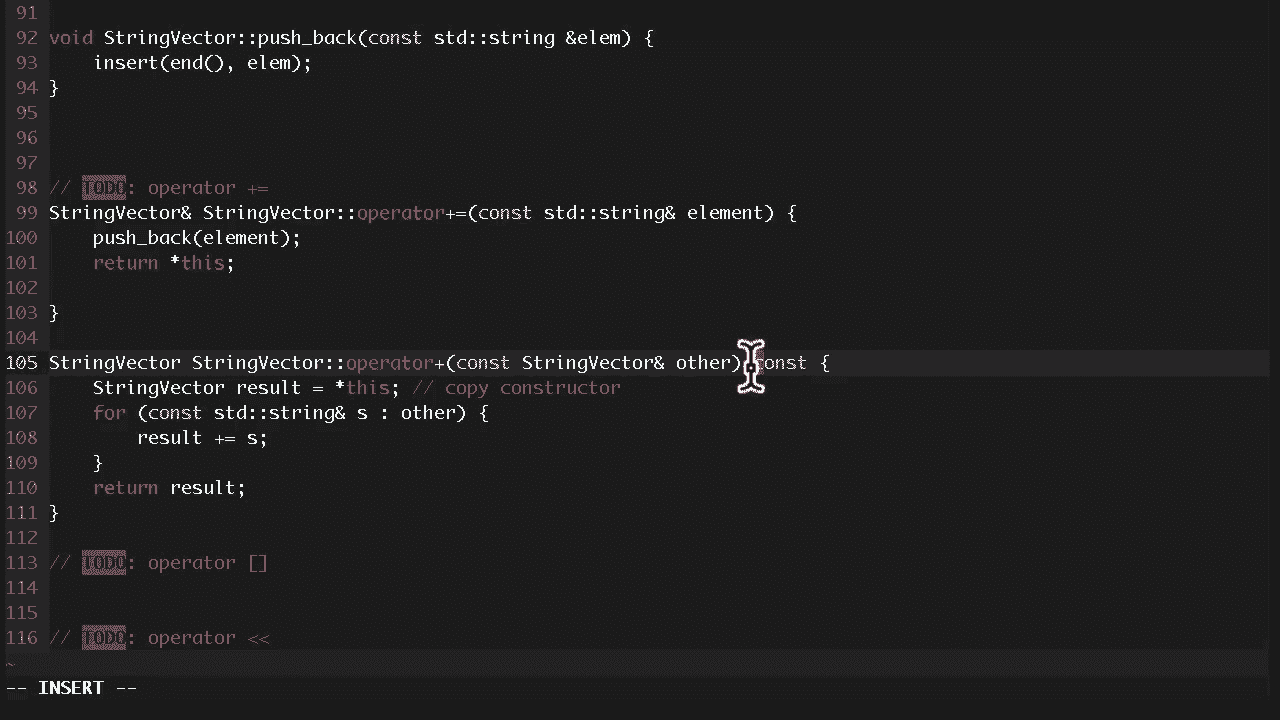 91
92 void StringVector::push_back(const std::string &elem) {
93     insert(end(), elem);
94 }
95
96
97
98 // TODO: operator +=
99 StringVector& StringVector::operator+=(const std::string& element) {
100     push_back(element);
101     return *this;
102
103 }
104
105 StringVector StringVector::operator+(const StringVector& other) const {
106     StringVector result = *this; // copy constructor
107     for (const std::string& s : other) {
108         result += s;
109     }
110     return result;
111 }
112
113 // TODO: operator []
114
115
116 // TODO: operator <<
~
-- INSERT --